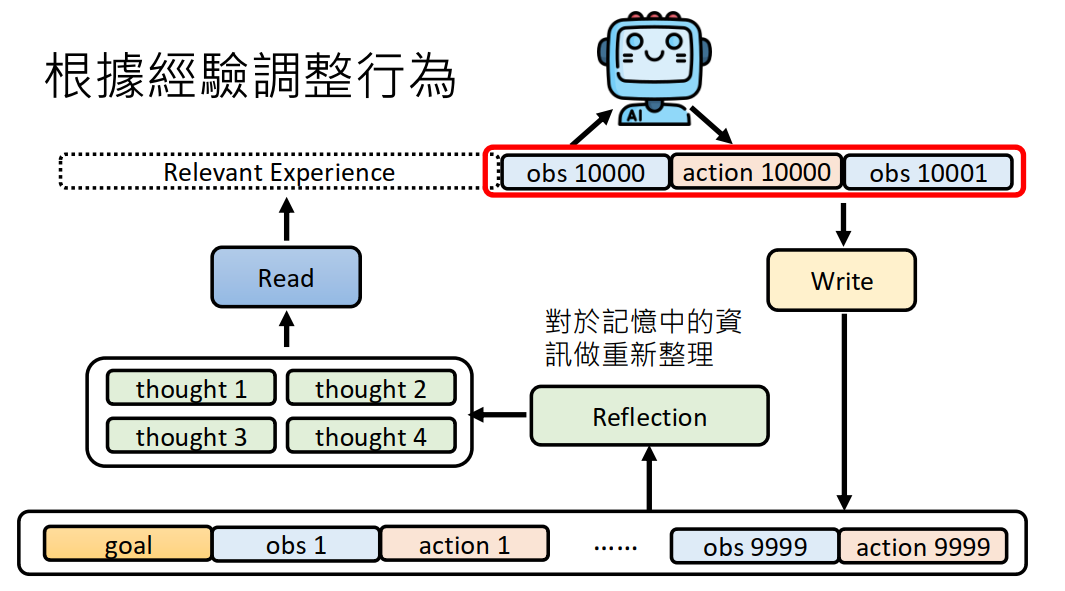 根據經驗調整行為
AI
Relevant Experience
obs 10000
action 10000
obs 10001
Read
Write
對於記憶中的資
訊做重新整理
thought 1
thought 2
thought 3
thought 4
Reflection
goal
obs 1
action 1
……
obs 9999
action 9999